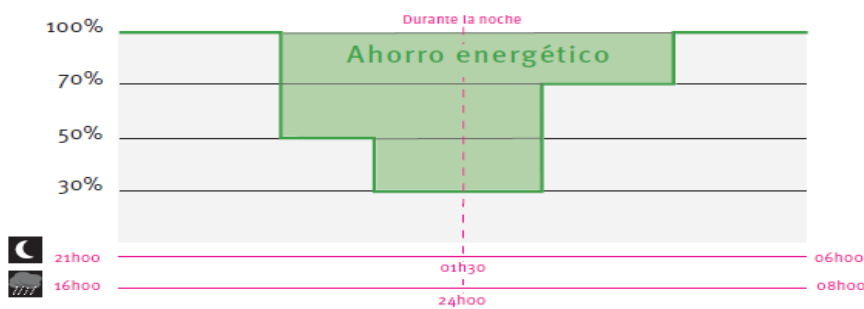 Durante la noche
100%
Ahorro energético
70%
50%
30%
21h00
06h00
01h30
16h00
08h00
24h00